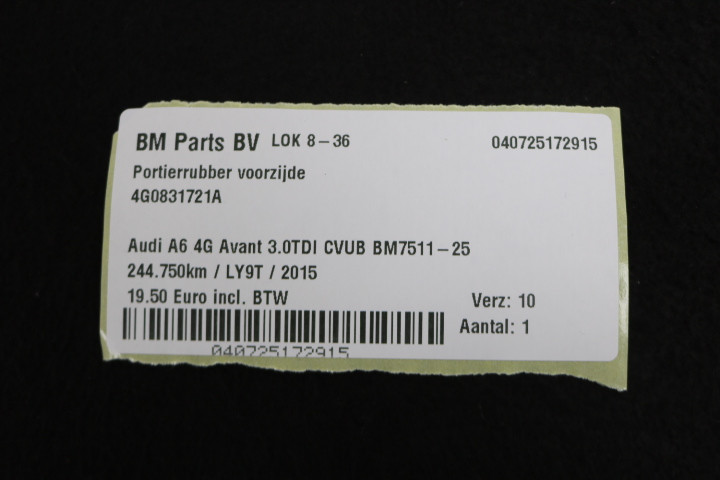 BM Parts BV LOK 8-36 040725172915
Portierrubber voorzijde
4G0831721A
Audi A6 4G Avant 3.0TDI CVUB BM7511-25
244.750km / LY9T / 2015
19.50 Euro incl. BTW Verz: 10
Aantal: 1
040725172915